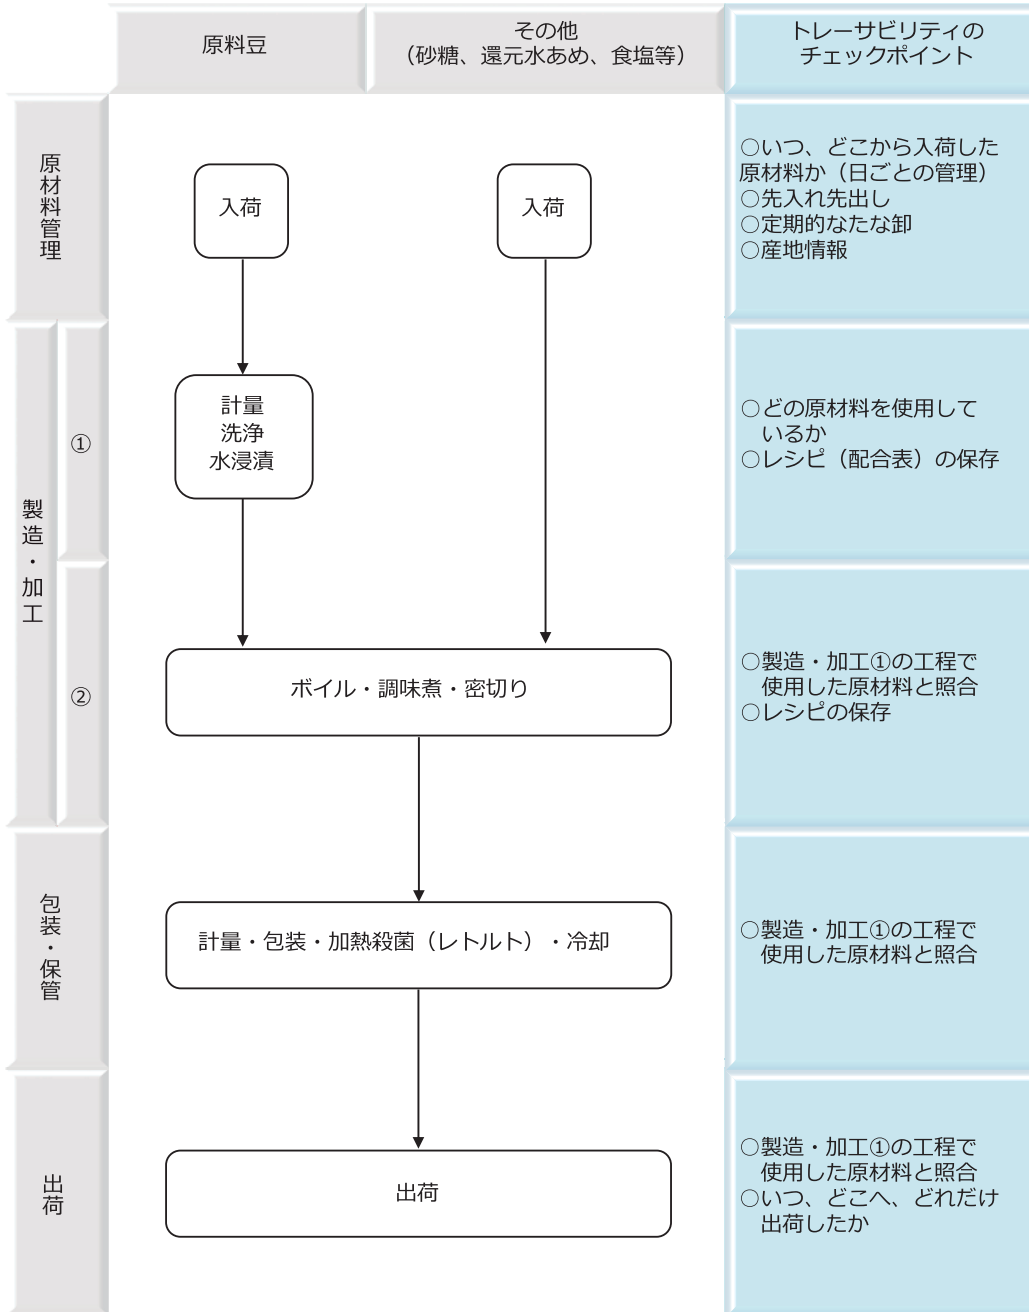 原料豆
その他
（砂糖、還元水あめ、食塩等）
トレーサビリティの
チェックポイント
原材料管理
入荷
入荷
○いつ、どこから入荷した
原材料か（日ごとの管理）
○先入れ先出し
○定期的なたな卸
○産地情報
製造・加工
①
計量
洗浄
水浸漬
○どの原材料を使用して
いるか
○レシピ（配合表）の保存
②
ボイル・調味煮・密切り
○製造・加工①の工程で
使用した原材料と照合
○レシピの保存
包装・保管
計量・包装・加熱殺菌（レトルト）・冷却
○製造・加工①の工程で
使用した原材料と照合
出荷
出荷
○製造・加工①の工程で
使用した原材料と照合
○いつ、どこへ、どれだけ
出荷したか